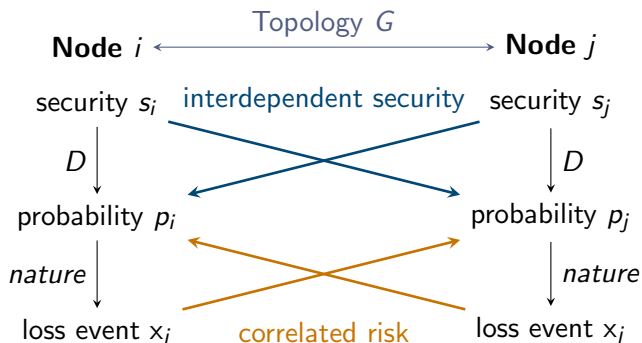 Topology G
Node i
Node j
security s_i
interdependent security
security s_j
D
D
probability p_i
probability p_j
nature
nature
loss event x_i
correlated risk
loss event x_j